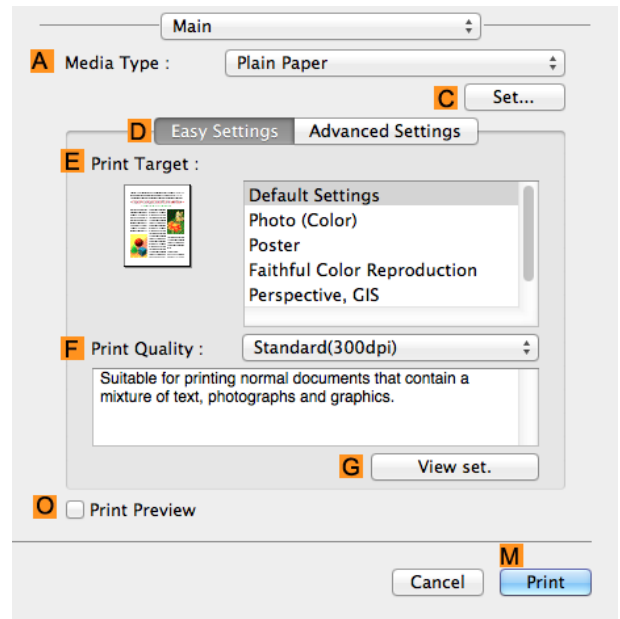 Main
A Media Type : Plain Paper
C Set...
D Easy Settings Advanced Settings
E Print Target :
Default Settings
Photo (Color)
Poster
Faithful Color Reproduction
Perspective, GIS
F Print Quality : Standard(300dpi)
Suitable for printing normal documents that contain a
mixture of text, photographs and graphics.
G View set.
O Print Preview
M
Cancel Print